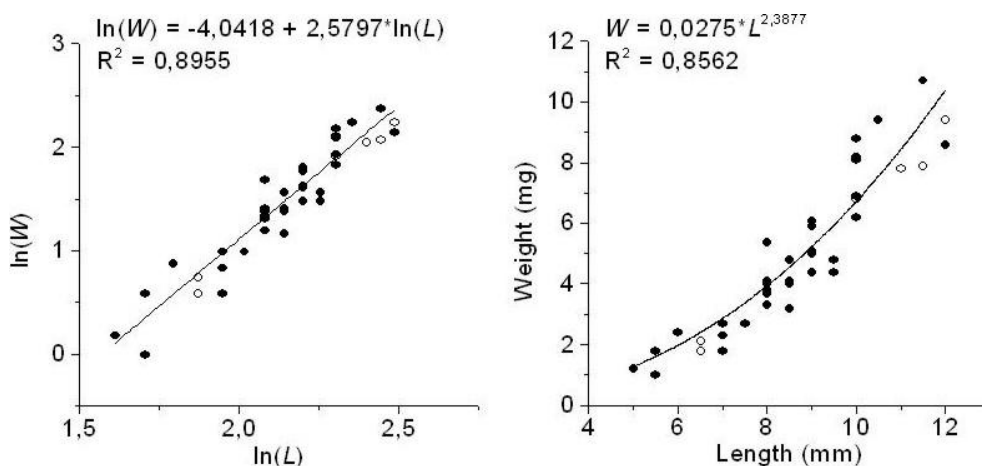 ln(W) = -4,0418 + 2,5797*ln(L)
R² = 0,8955
3
2
1
0
ln(W)
1,5
2,0
2,5
ln(L)
W = 0,0275*L^2,3877
R² = 0,8562
12
10
8
6
4
2
0
Weight (mg)
4
6
8
10
12
Length (mm)